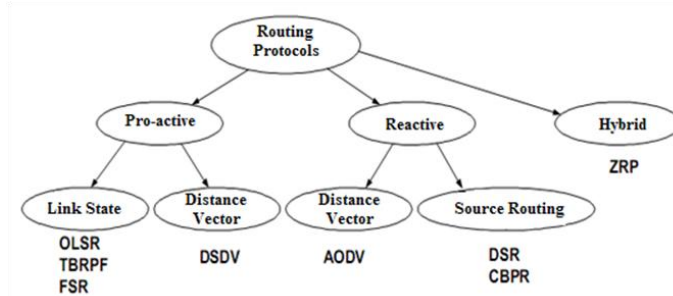 Routing
Protocols
Pro-active
Reactive
Hybrid
ZRP
Link State
Distance
Vector
Distance
Vector
Source Routing
OLSR
TBRPF
FSR
DSDV
AODV
DSR
CBPR